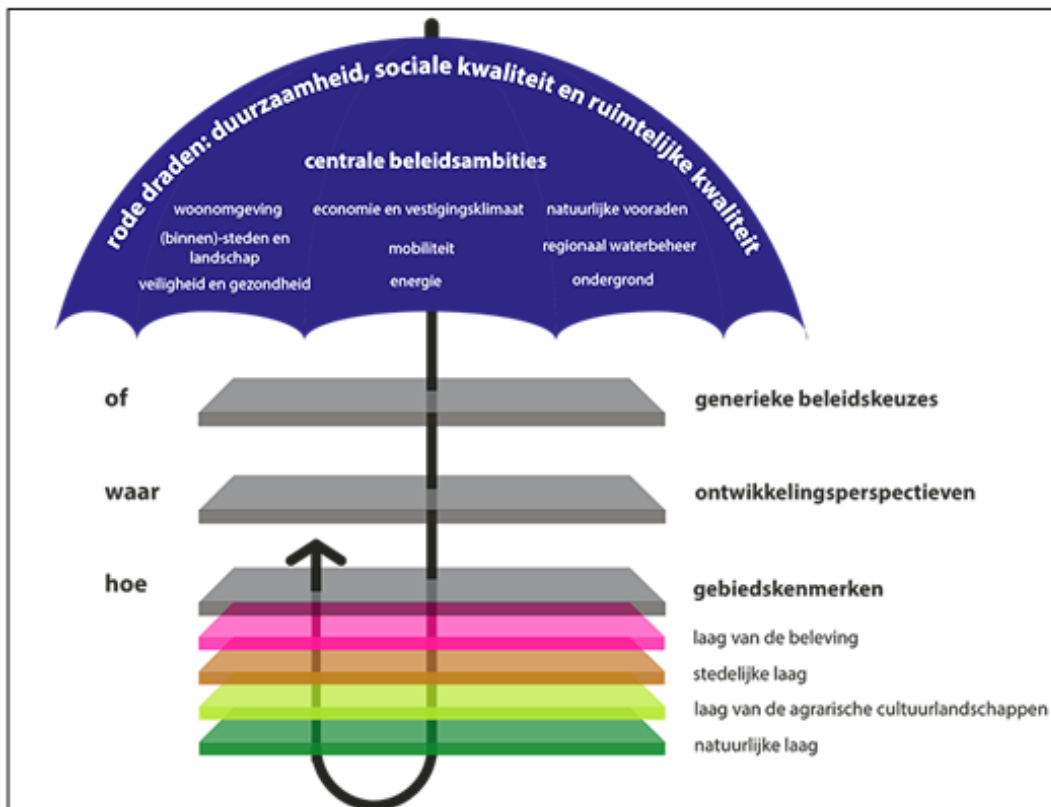 rode draden: duurzaamheid, sociale kwaliteit en ruimtelijke kwaliteit
centrale beleidsambities
woonomgeving
economie en vestigingsklimaat
natuurlijke vooraden
(binnen)-steden en
landschap
mobiliteit
regionaal waterbeheer
veiligheid en gezondheid
energie
ondergrond
of
generieke beleidskeuzes
waar
ontwikkelingsperspectieven
hoe
gebiedskenmerken
laag van de beleving
stedelijke laag
laag van de agrarische cultuurlandschappen
natuurlijke laag